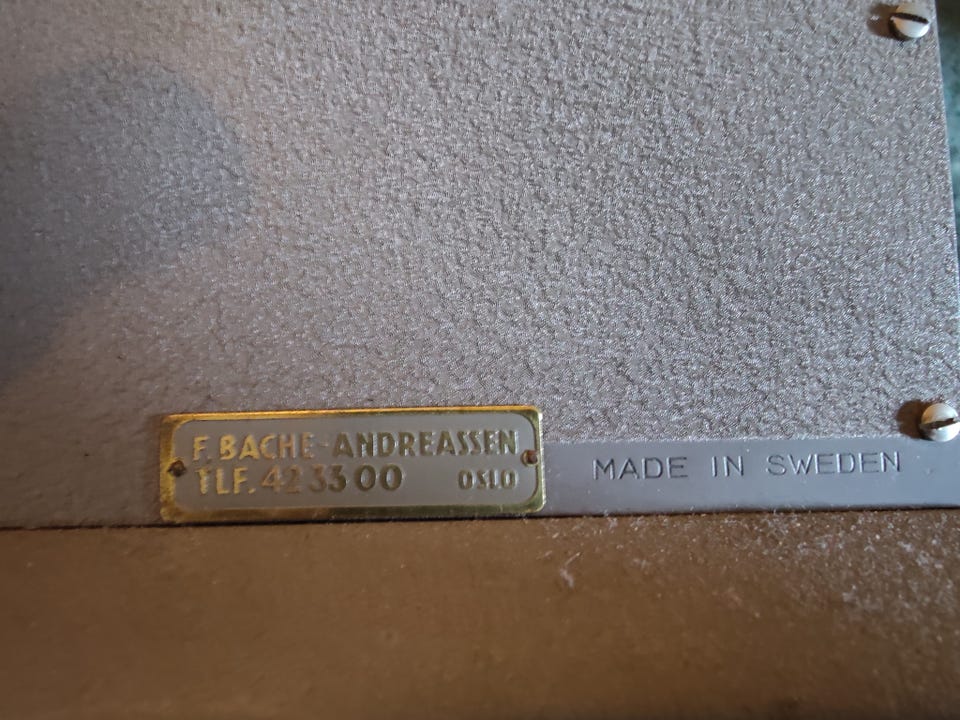 F. BACHE-ANDREASSEN
TLF. 42 33 00 OSLO
MADE IN SWEDEN